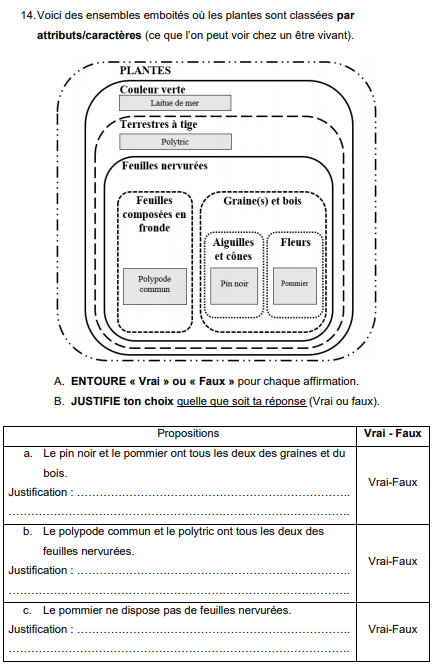 14. Voici des ensembles emboités où les plantes sont classées par
attributs/caractères (ce que l'on peut voir chez un être vivant).
PLANTES
Couleur verte
Laitue de mer
Terrestres à tige
Polytric
Feuilles nervurées
Feuilles
composées en
fronde
Graine(s) et bois
Aiguilles
et cônes
Fleurs
Polypode
commun
Pin noir
Pommier
A. ENTOURE « Vrai » ou « Faux » pour chaque affirmation.
B. JUSTIFIE ton choix quelle que soit ta réponse (Vrai ou faux).
Propositions
Vrai - Faux
a. Le pin noir et le pommier ont tous les deux des graines et du
bois.
Justification : ...........................................................
...........................................................................
Vrai-Faux
b. Le polypode commun et le polytric ont tous les deux des
feuilles nervurées.
Justification : ...........................................................
...........................................................................
Vrai-Faux
c. Le pommier ne dispose pas de feuilles nervurées.
Justification : ...........................................................
...........................................................................
Vrai-Faux